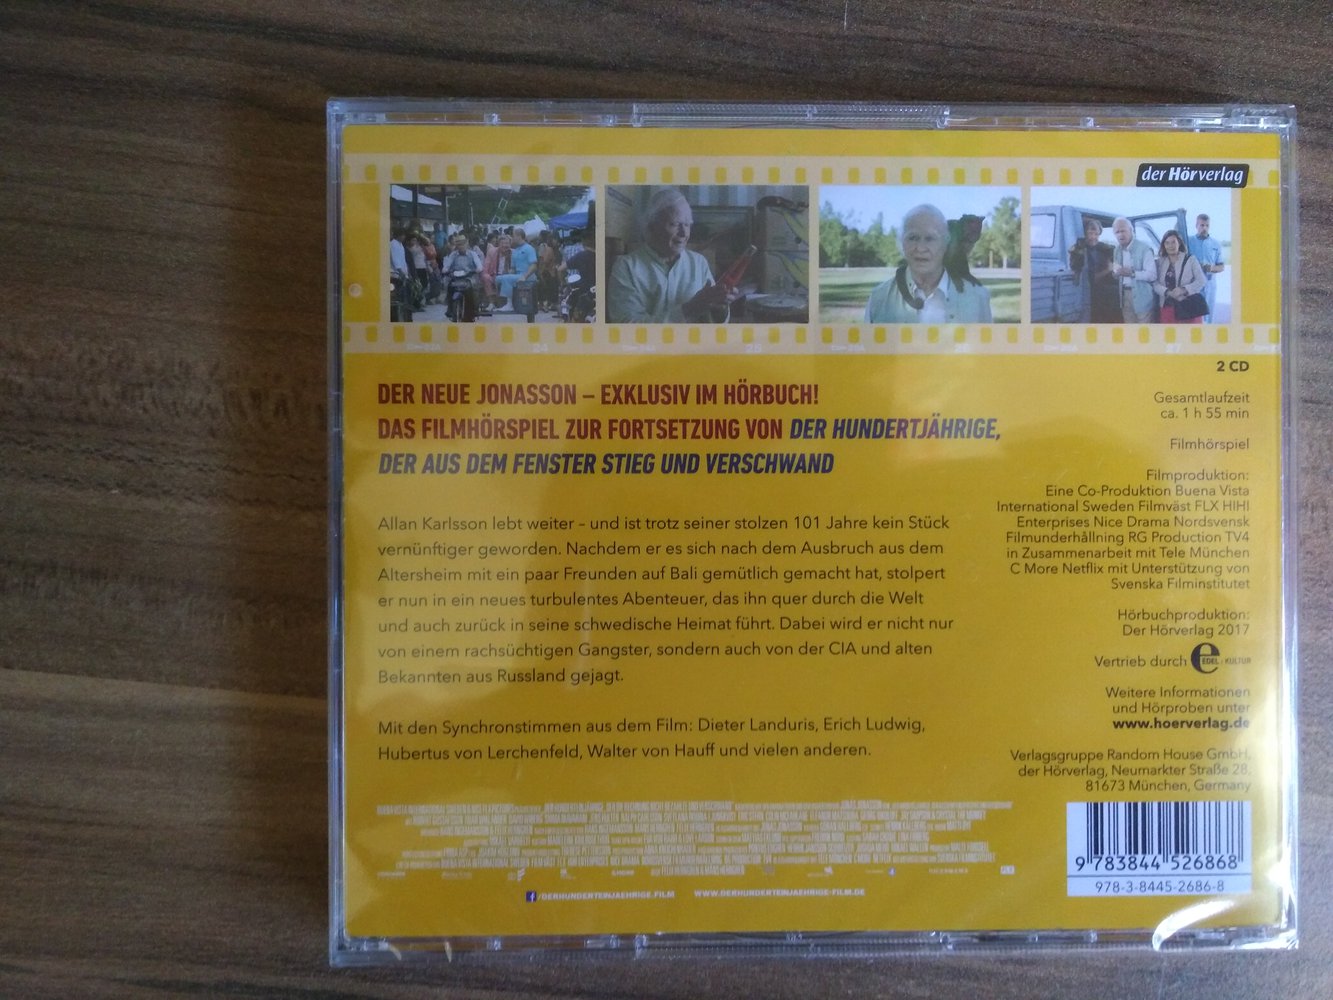 der Hörverlag
DER NEUE JONASSON – EXKLUSIV IM HÖRBUCH!
DAS FILMHÖRSPIEL ZUR FORTSETZUNG VON DER HUNDERTJÄHRIGE,
DER AUS DEM FENSTER STIEG UND VERSCHWAND
Allan Karlsson lebt weiter – und ist trotz seiner stolzen 101 Jahre kein Stück
vernünftiger geworden. Nachdem er es sich nach dem Ausbruch aus dem
Altersheim mit ein paar Freunden auf Bali gemütlich gemacht hat, stolpert
er nun in ein neues turbulentes Abenteuer, das ihn quer durch die Welt
und auch zurück in seine schwedische Heimat führt. Dabei wird er nicht nur
von einem rachsüchtigen Gangster, sondern auch von der CIA und alten
Bekannten aus Russland gejagt.
Mit den Synchronstimmen aus dem Film: Dieter Landuris, Erich Ludwig,
Hubertus von Lerchenfeld, Walter von Hauff und vielen anderen.
2 CD
Gesamtlaufzeit
ca. 1 h 55 min
Filmhörspiel
Filmproduktion:
Eine Co-Produktion Buena Vista
International Sweden Filmväst FLX HIHI
Enterprises Nice Drama Nordsvensk
Filmunderhållning RG Production TV4
in Zusammenarbeit mit Tele München
C More Netflix mit Unterstützung von
Svenska Filminstitutet
Hörbuchproduktion:
Der Hörverlag 2017
Vertrieb durch e EDEL:KULTUR
Weitere Informationen
und Hörproben unter
www.hoerverlag.de
Verlagsgruppe Random House GmbH,
der Hörverlag, Neumarkter Straße 28,
81673 München, Germany
9 783844 526868
978-3-8445-2686-8
f /DERHUNDERTEINJAEHRIGE.FILM WWW.DERHUNDERTEINJAEHRIGE-FILM.DE